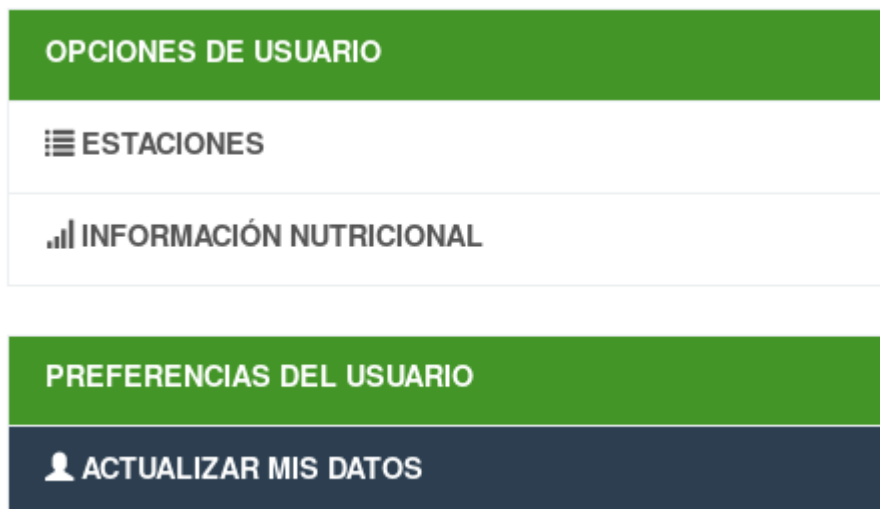 OPCIONES DE USUARIO
ESTACIONES
INFORMACIÓN NUTRICIONAL
PREFERENCIAS DEL USUARIO
ACTUALIZAR MIS DATOS